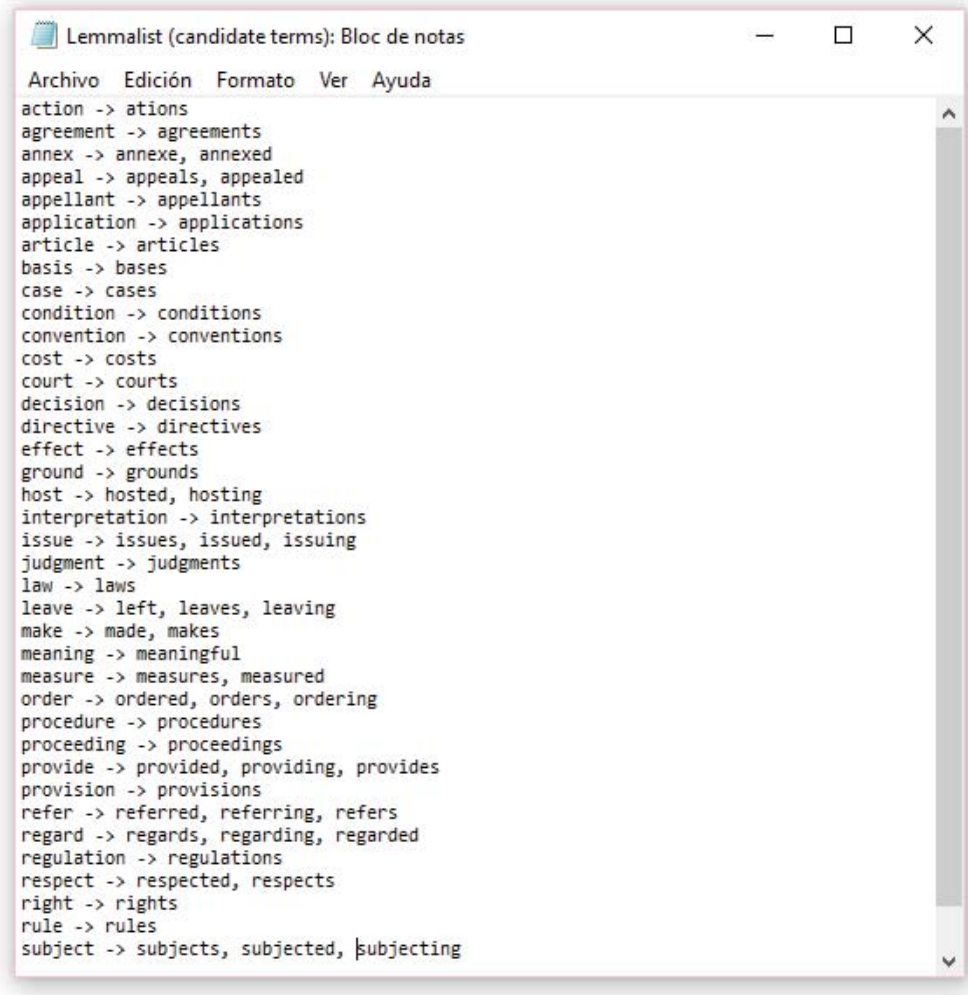 Lemmalist (candidate terms): Bloc de notas
Archivo Edición Formato Ver Ayuda
action -> ations
agreement -> agreements
annex -> annexe, annexed
appeal -> appeals, appealed
appellant -> appellants
application -> applications
article -> articles
basis -> bases
case -> cases
condition -> conditions
convention -> conventions
cost -> costs
court -> courts
decision -> decisions
directive -> directives
effect -> effects
ground -> grounds
host -> hosted, hosting
interpretation -> interpretations
issue -> issues, issued, issuing
judgment -> judgments
law -> laws
leave -> left, leaves, leaving
make -> made, makes
meaning -> meaningful
measure -> measures, measured
order -> ordered, orders, ordering
procedure -> procedures
proceeding -> proceedings
provide -> provided, providing, provides
provision -> provisions
refer -> referred, referring, refers
regard -> regards, regarding, regarded
regulation -> regulations
respect -> respected, respects
right -> rights
rule -> rules
subject -> subjects, subjected, subjecting